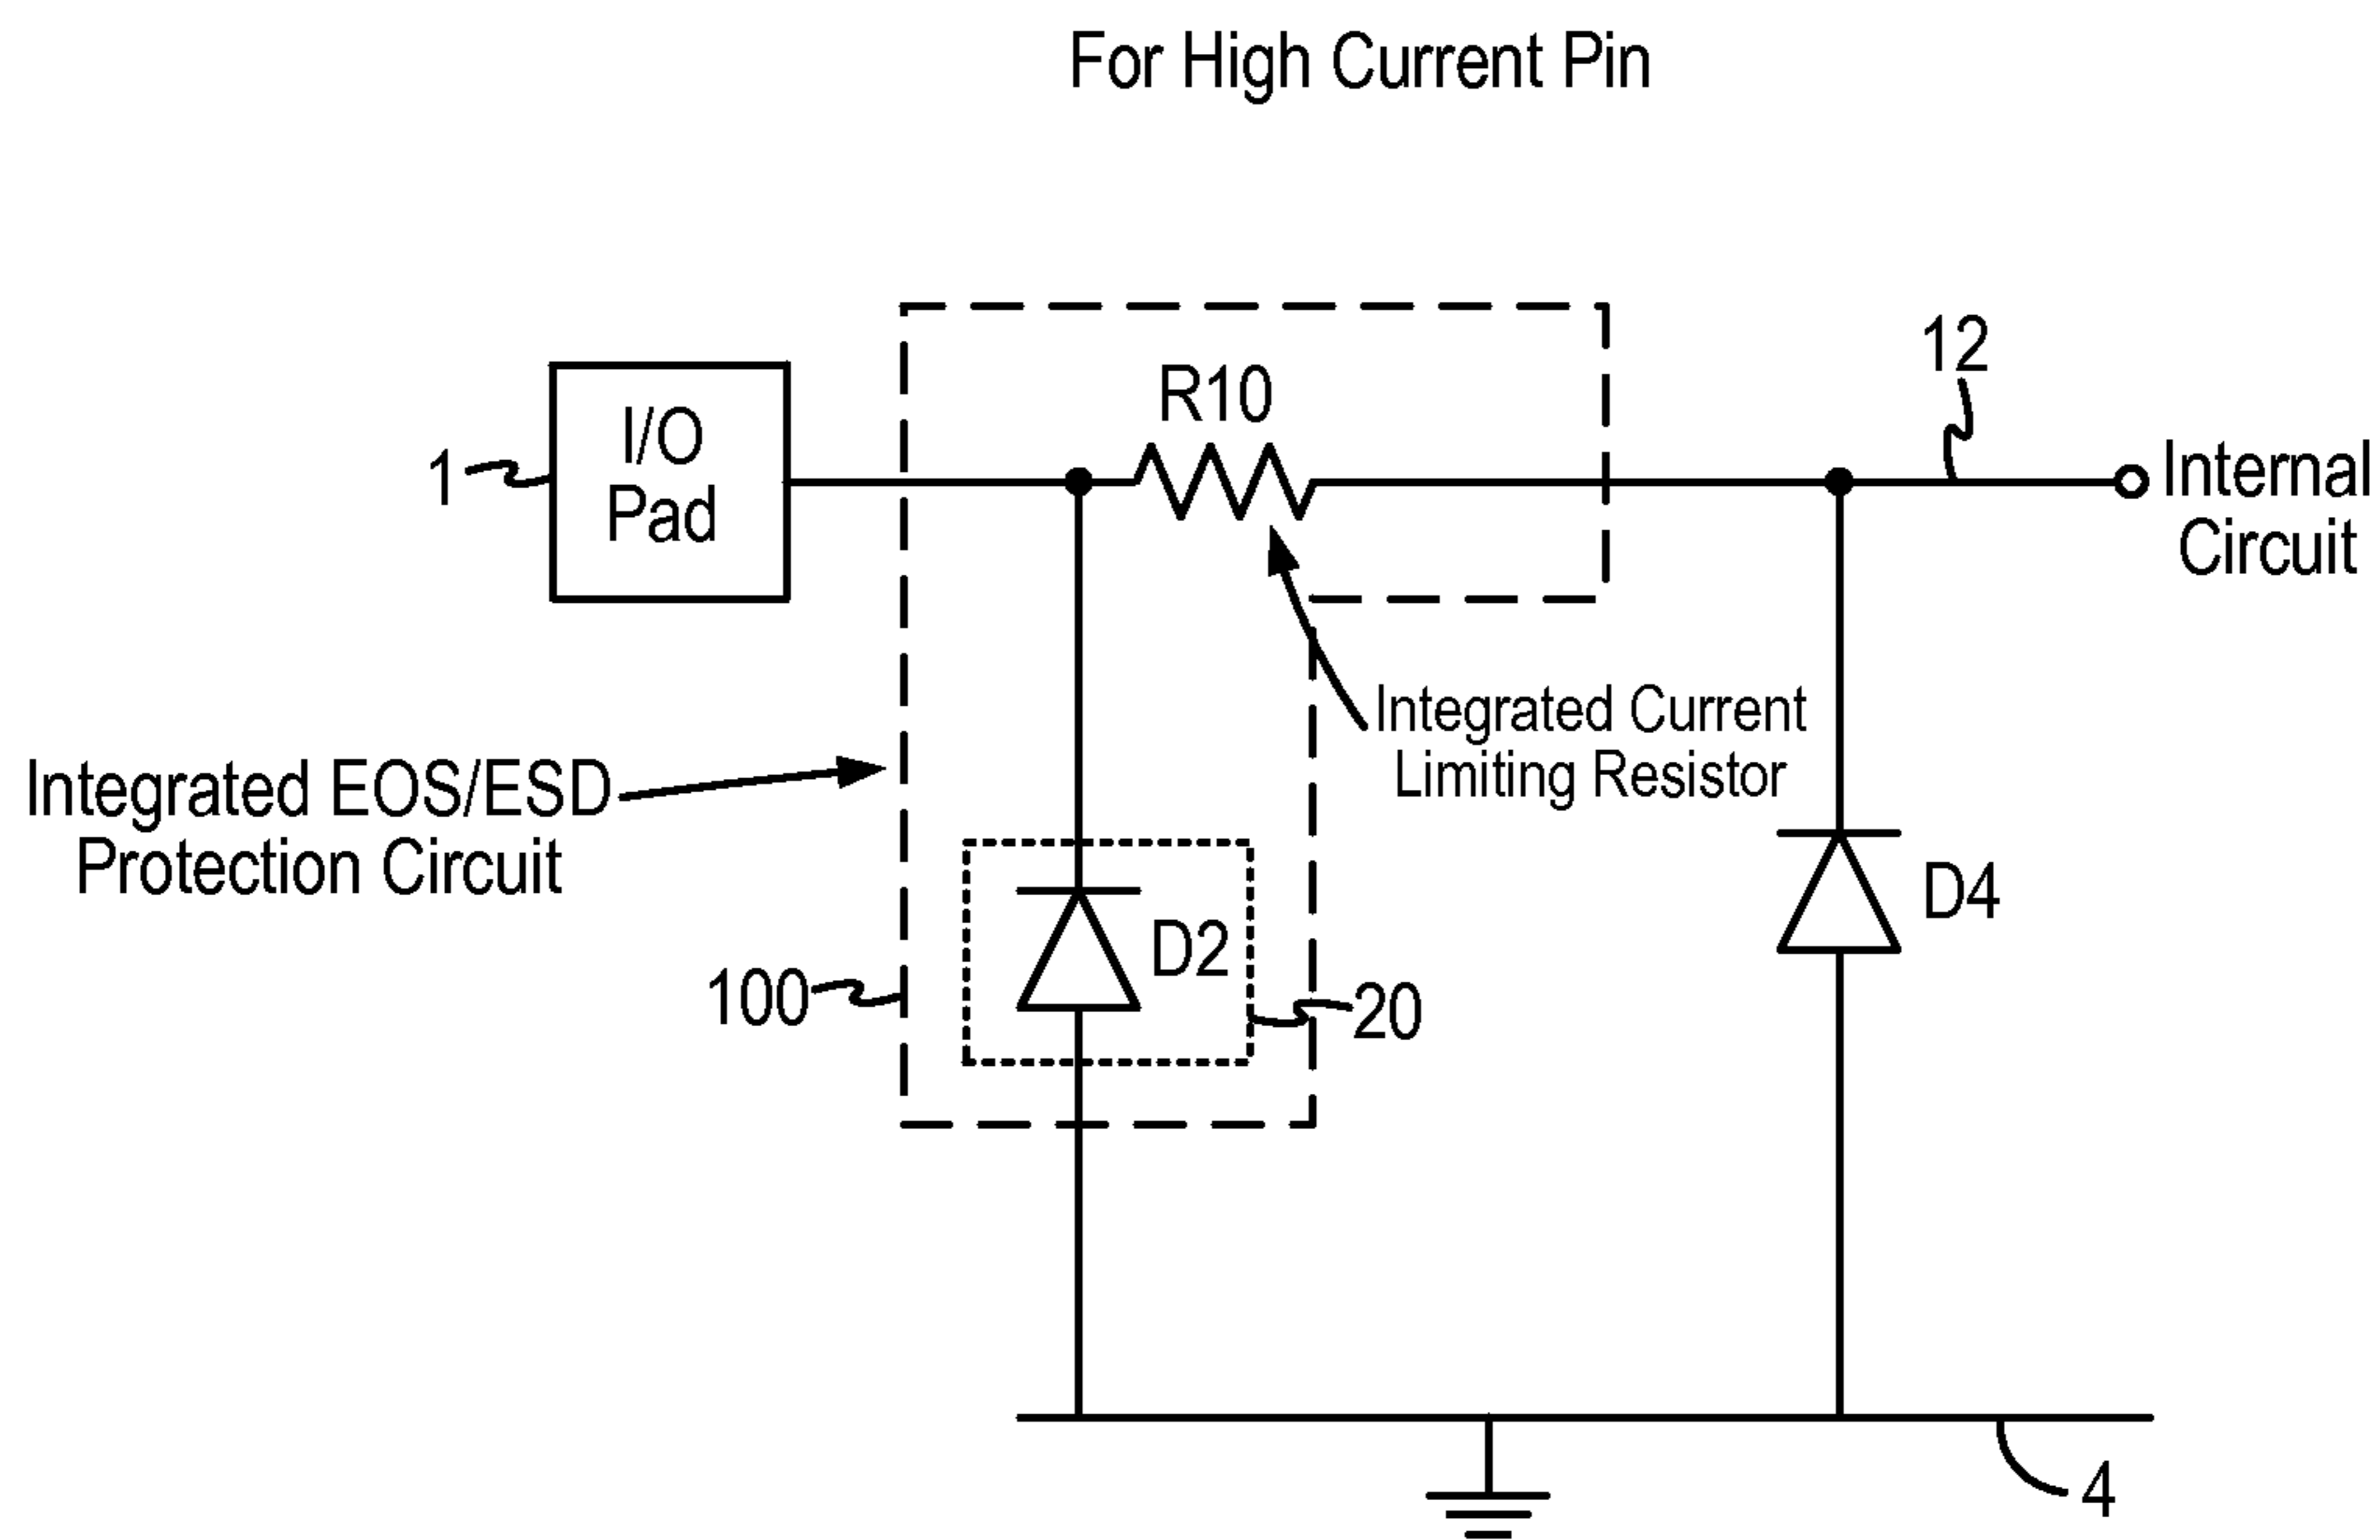 For High Current Pin
12
R10
I/O
Pad
1
Internal
Circuit
Integrated Current
Limiting Resistor
Integrated EOS/ESD
Protection Circuit
D4
D2
100
20
4